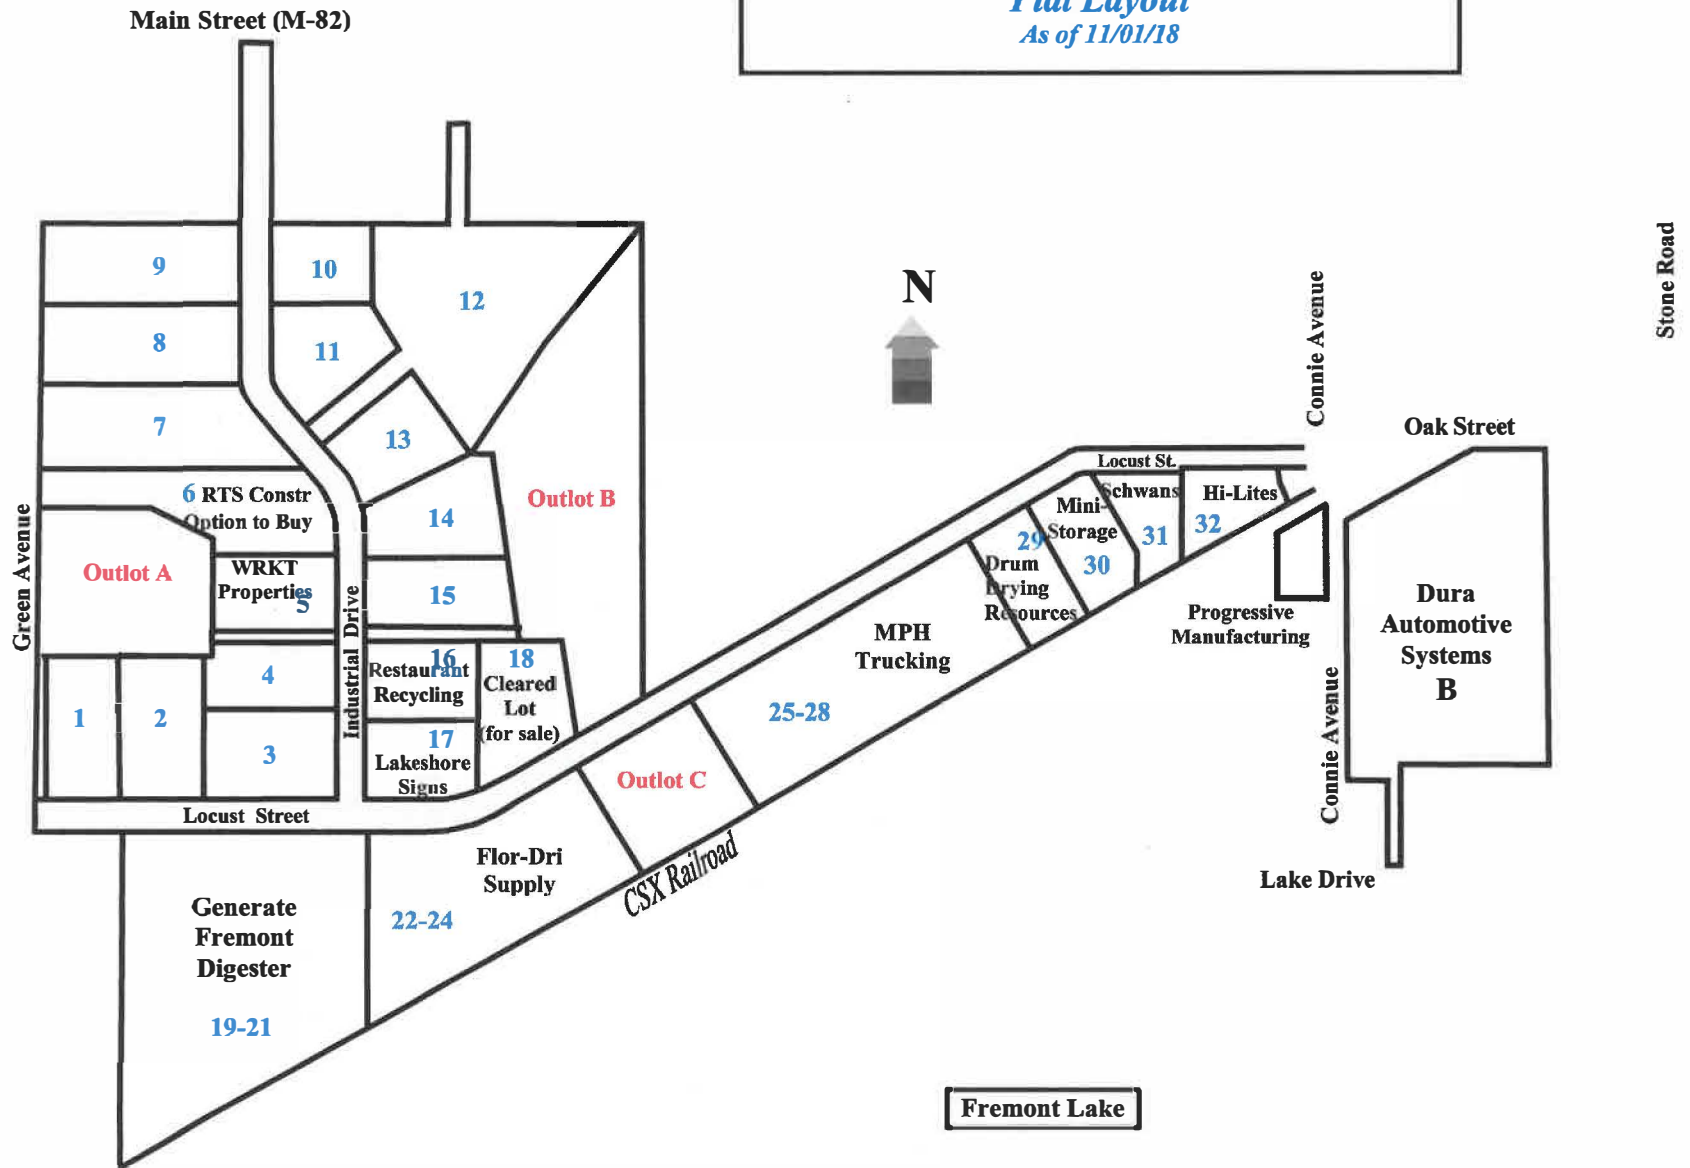 Main Street (M-82)
Plat Layout
As of 11/01/18
9
10
12
8
11
7
13
N
Connie Avenue
Stone Road
Oak Street
6 RTS Constr
Option to Buy
14
Outlot B
Locust St.
Green Avenue
Outlot A
WRKT
Properties
5
15
Industrial Drive
4
1
2
3
16
Restaurant
Recycling
17
Lakeshore
Signs
18
Cleared
Lot
(for sale)
Locust Street
Generate
Fremont
Digester
19-21
Flor-Dri
Supply
22-24
Outlot C
CSX Railroad
MPH
Trucking
25-28
29
Drum
Drying
Resources
Mini-
Storage
30
Schwans
31
Hi-Lites
32
Progressive
Manufacturing
Dura
Automotive
Systems
B
Connie Avenue
Lake Drive
Fremont Lake